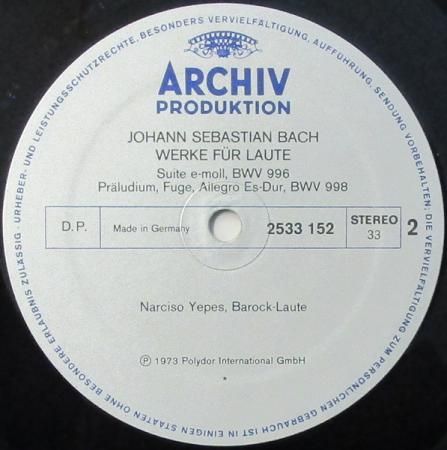 ARCHIV
PRODUKTION
JOHANN SEBASTIAN BACH
WERKE FÜR LAUTE
Suite e-moll, BWV 996
Präludium, Fuge, Allegro Es-Dur, BWV 998
D.P. Made in Germany 2533 152 STEREO 33 2
Narciso Yepes, Barock-Laute
Ⓟ 1973 Polydor International GmbH
*
URHEBER- UND LEISTUNGSSCHUTZRECHTE, BESONDERS VERVIELFÄLTIGUNG, AUFFÜHRUNG, SENDUNG VORBEHALTEN; DIE VERVIELFÄLTIGUNG ZUM PERSÖNLICHEN GEBRAUCH IST IN EINIGEN STAATEN OHNE BESONDERE ERLAUBNIS ZULÄSSIG ·